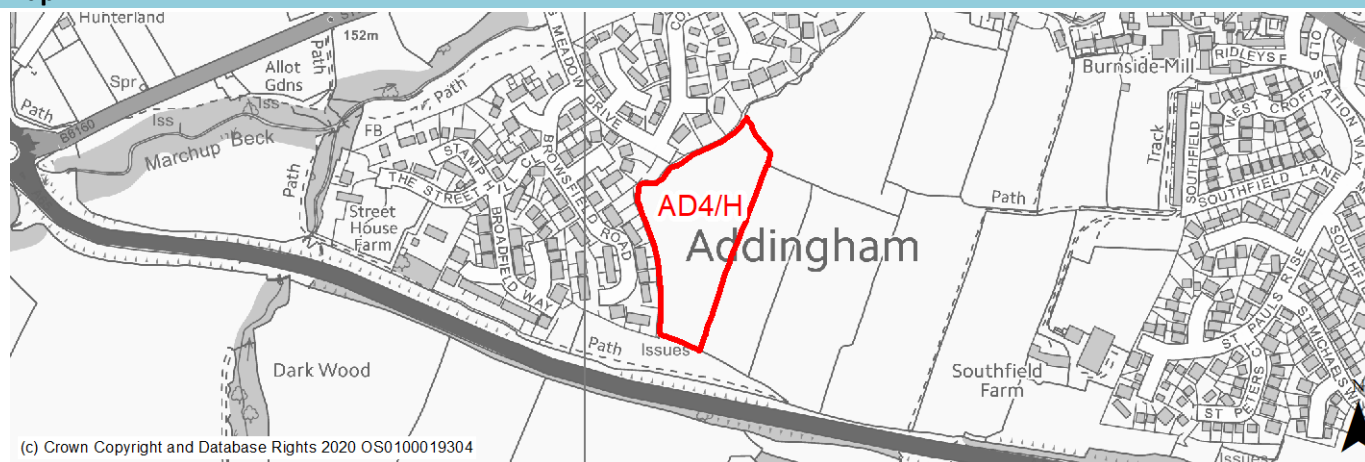 Hunterland
152m
Path
Allot
Gdns
Spr
Path
Iss
Iss
B6160
Marchup Beck
Path
FB
Path
MEADOW
DRIVE
STAMP HILL CL
THE STREET
BROADFIELD WAY
BROWSFIELD
ROAD
Street
House
Farm
AD4/H
Addingham
Burnside Mill
RIDLEYS F
OLD STATION WAY
WEST CROFT
SOUTHFIELD LANE
SOUTHFIELD TE
Track
Path
Path
Issues
Dark Wood
Southfield
Farm
ST PAULS RISE
ST PETERS C
ST MICHAELS WA
Issues
(c) Crown Copyright and Database Rights 2020 OS0100019304